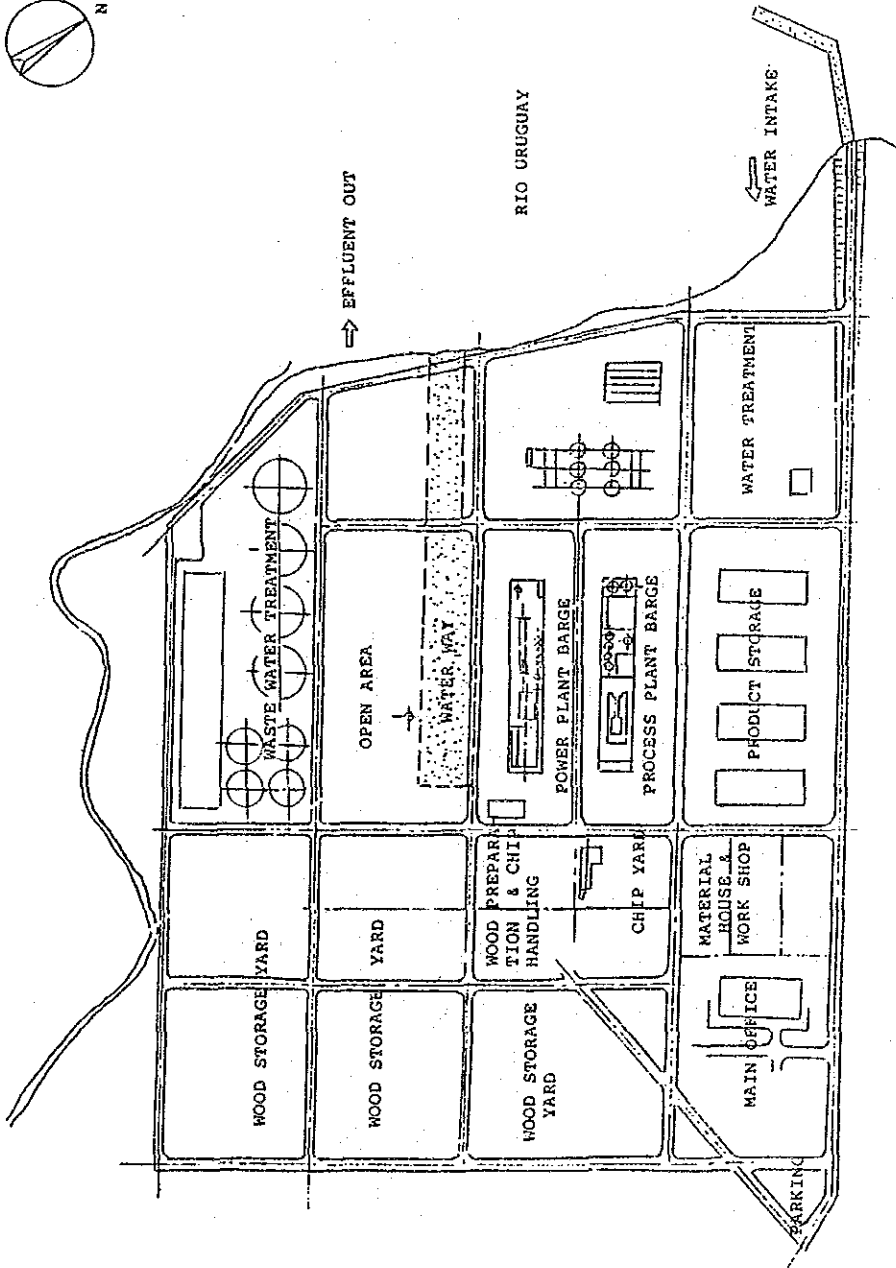 N
RIO URUGUAY
EFFLUENT OUT
WATER INTAKE
WASTE WATER TREATMENT
OPEN AREA
WATER WAY
POWER PLANT BARGE
PROCESS PLANT BARGE
WATER TREATMENT
PRODUCT STORAGE
WOOD STORAGE YARD
WOOD STORAGE YARD
WOOD PREPARA
TION & CHIP
HANDLING
CHIP YARD
MATERIAL
HOUSE &
WORK SHOP
WOOD STORAGE
YARD
MAIN OFFICE
PARKING